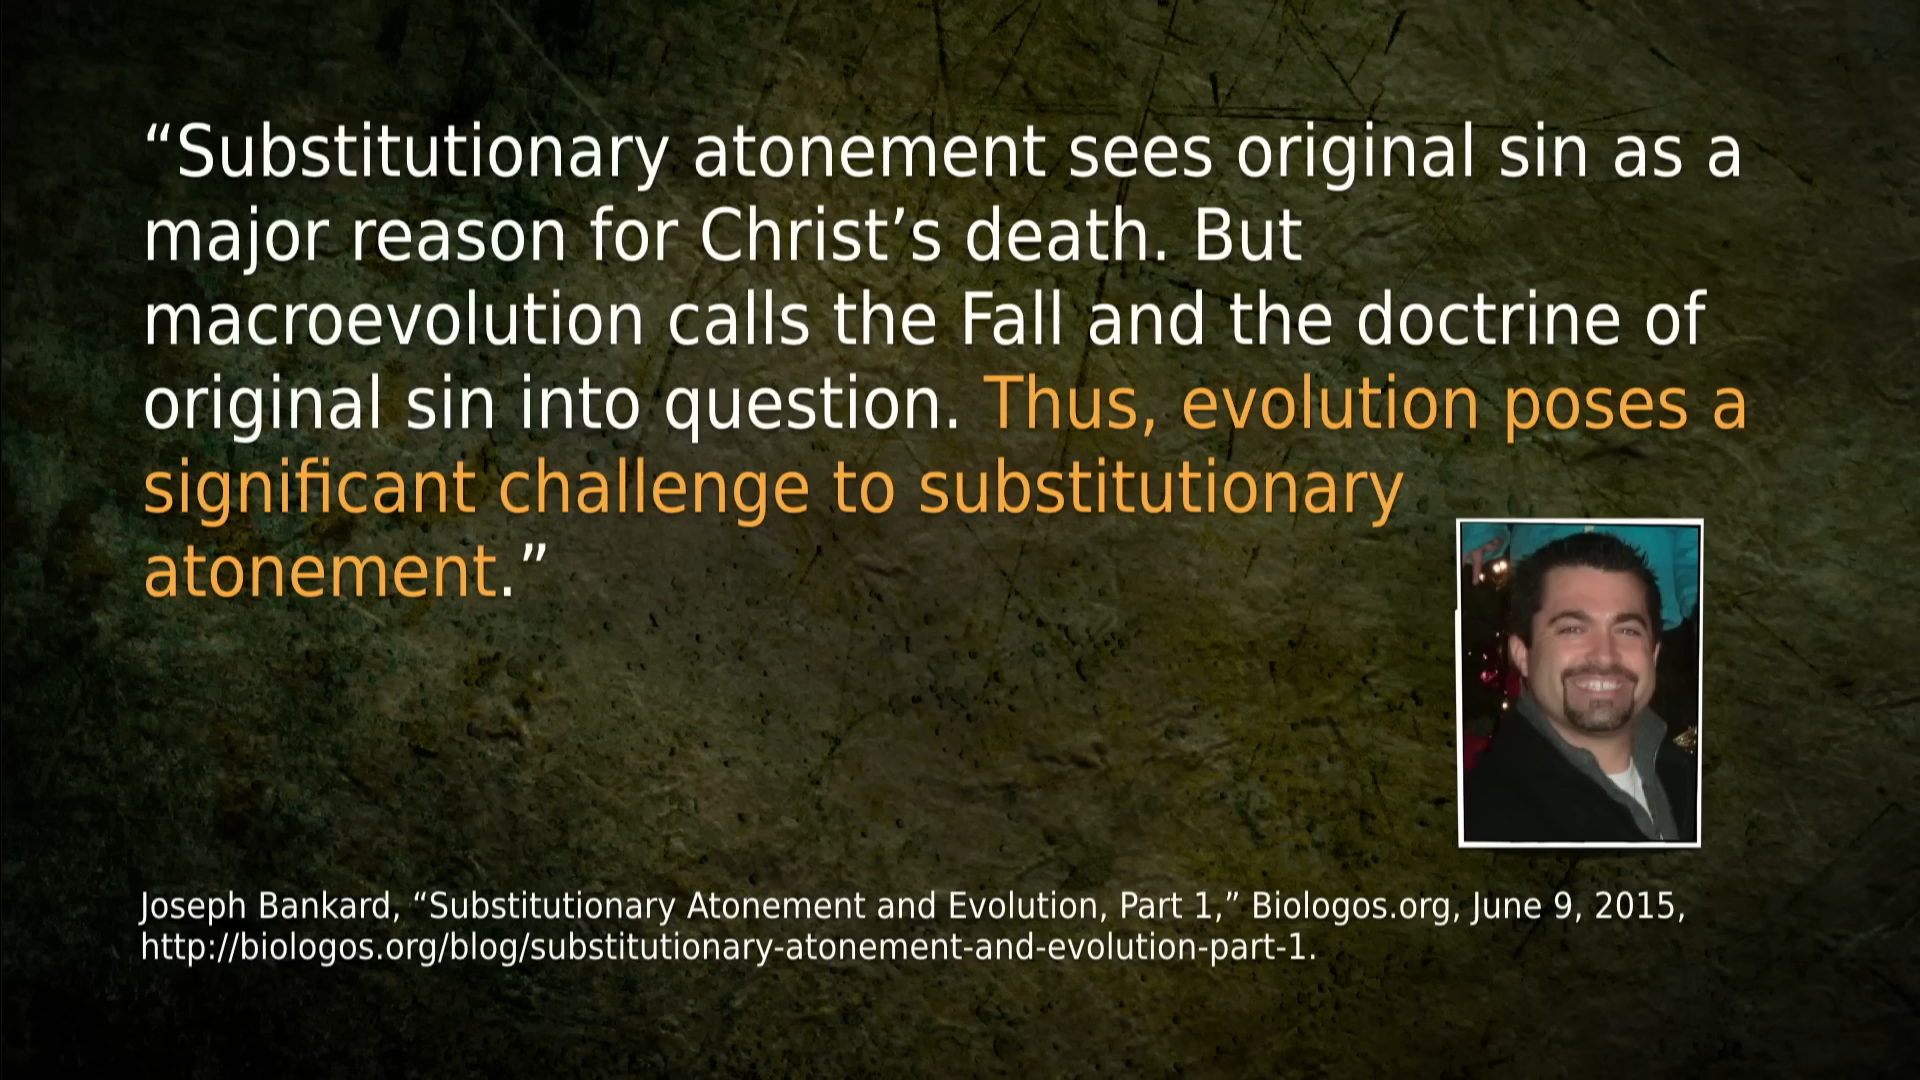 “Substitutionary atonement sees original sin as a
major reason for Christ’s death. But
macroevolution calls the Fall and the doctrine of
original sin into question. Thus, evolution poses a
significant challenge to substitutionary
atonement.”
Joseph Bankard, “Substitutionary Atonement and Evolution, Part 1,” Biologos.org, June 9, 2015,
http://biologos.org/blog/substitutionary-atonement-and-evolution-part-1.